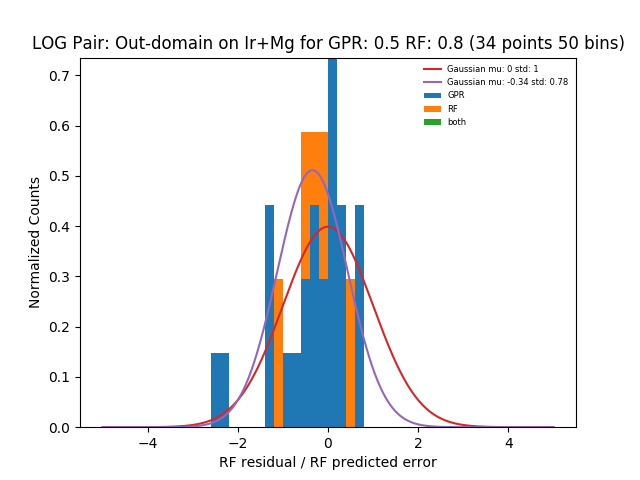 LOG Pair: Out-domain on Ir+Mg for GPR: 0.5 RF: 0.8 (34 points 50 bins)
Gaussian mu: 0 std: 1
Gaussian mu: -0.34 std: 0.78
GPR
RF
both
Normalized Counts
0.7
0.6
0.5
0.4
0.3
0.2
0.1
0.0
−4 −2 0 2 4
RF residual / RF predicted error